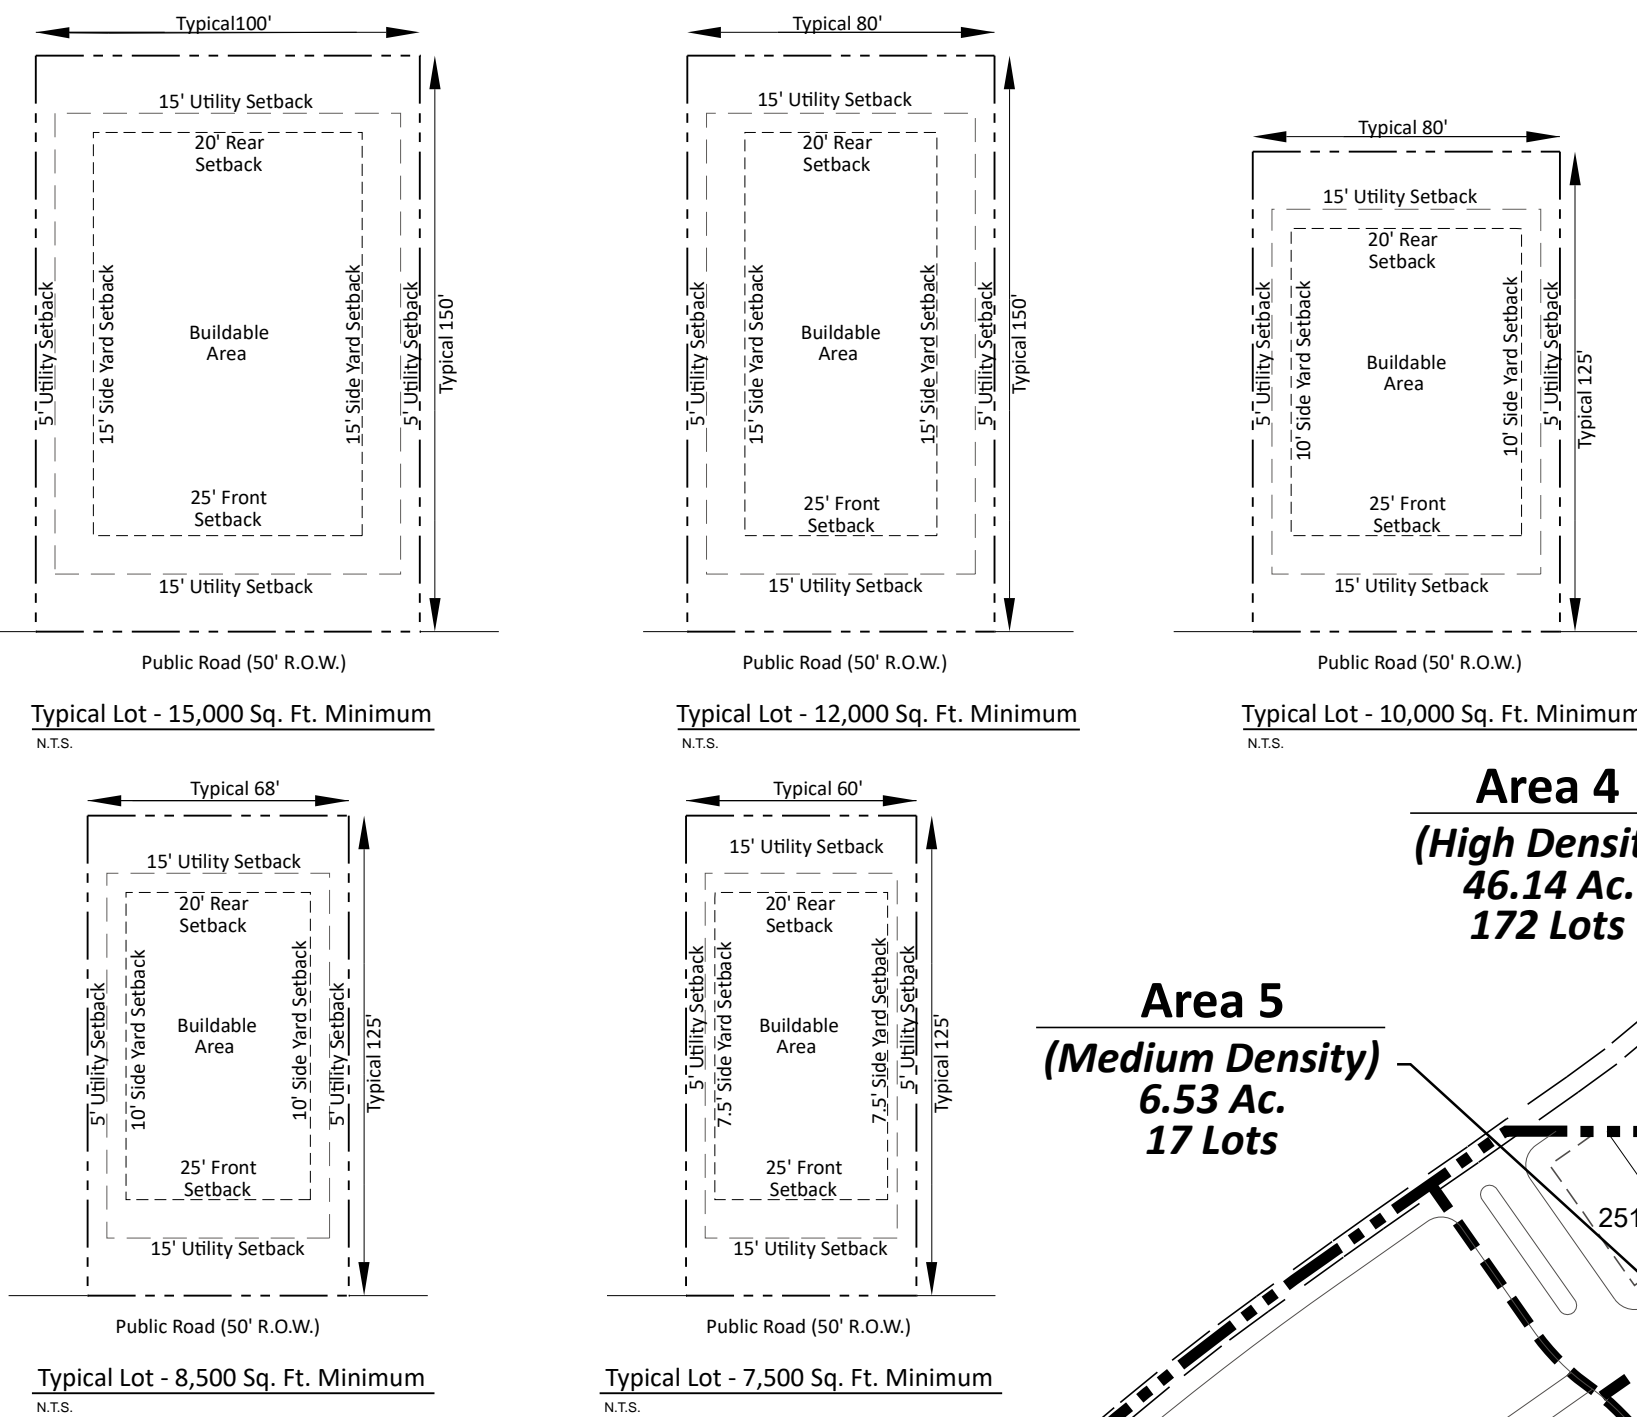 Typical100'
15' Utility Setback
20' Rear
Setback
5' Utility Setback
15' Side Yard Setback
Buildable
Area
15' Side Yard Setback
5' Utility Setback
Typical 150'
25' Front
Setback
15' Utility Setback
Public Road (50' R.O.W.)
Typical Lot - 15,000 Sq. Ft. Minimum
N.T.S.
Typical 80'
15' Utility Setback
20' Rear
Setback
5' Utility Setback
15' Side Yard Setback
Buildable
Area
15' Side Yard Setback
5' Utility Setback
Typical 150'
25' Front
Setback
15' Utility Setback
Public Road (50' R.O.W.)
Typical Lot - 12,000 Sq. Ft. Minimum
N.T.S.
Typical 80'
15' Utility Setback
20' Rear
Setback
5' Utility Setback
10' Side Yard Setback
Buildable
Area
10' Side Yard Setback
5' Utility Setback
Typical 125'
25' Front
Setback
15' Utility Setback
Public Road (50' R.O.W.)
Typical Lot - 10,000 Sq. Ft. Minimum
N.T.S.
Typical 68'
15' Utility Setback
20' Rear
Setback
5' Utility Setback
10' Side Yard Setback
Buildable
Area
10' Side Yard Setback
5' Utility Setback
Typical 125'
25' Front
Setback
15' Utility Setback
Public Road (50' R.O.W.)
Typical Lot - 8,500 Sq. Ft. Minimum
N.T.S.
Typical 60'
15' Utility Setback
20' Rear
Setback
5' Utility Setback
7.5' Side Yard Setback
Buildable
Area
7.5' Side Yard Setback
5' Utility Setback
Typical 125'
25' Front
Setback
15' Utility Setback
Public Road (50' R.O.W.)
Typical Lot - 7,500 Sq. Ft. Minimum
N.T.S.
Area 4
(High Densit
46.14 Ac.
172 Lots
Area 5
(Medium Density)
6.53 Ac.
17 Lots
251